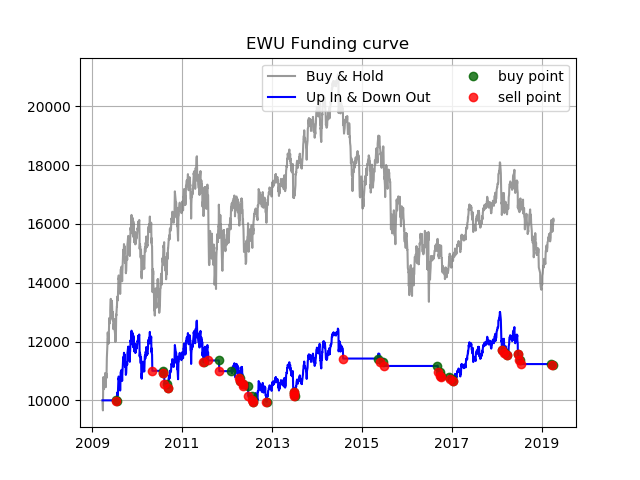 EWU Funding curve
Buy & Hold
Up In & Down Out
buy point
sell point
20000
18000
16000
14000
12000
10000
2009
2011
2013
2015
2017
2019